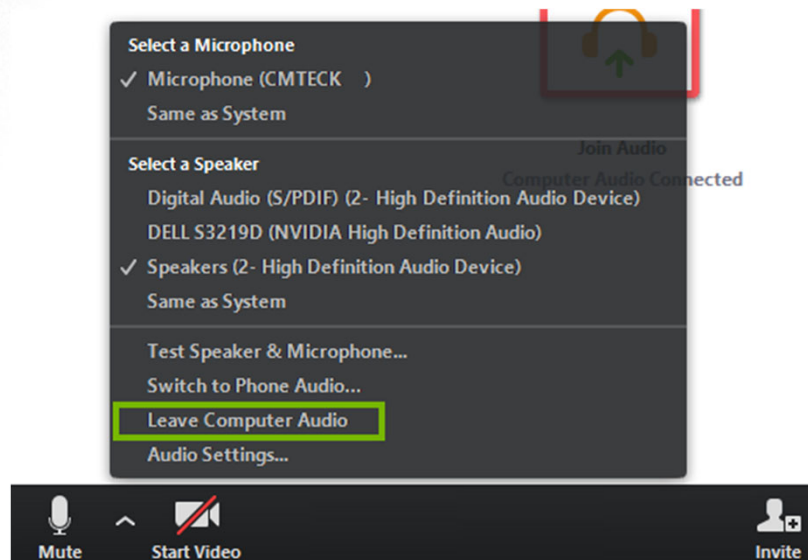 Select a Microphone
Microphone (CMTECK )
Same as System
Join Audio
Select a Speaker
Computer Audio Connected
Digital Audio (S/PDIF) (2- High Definition Audio Device)
DELL S3219D (NVIDIA High Definition Audio)
Speakers (2- High Definition Audio Device)
Same as System
Test Speaker & Microphone...
Switch to Phone Audio...
Leave Computer Audio
Audio Settings...
Mute
Start Video
Invite